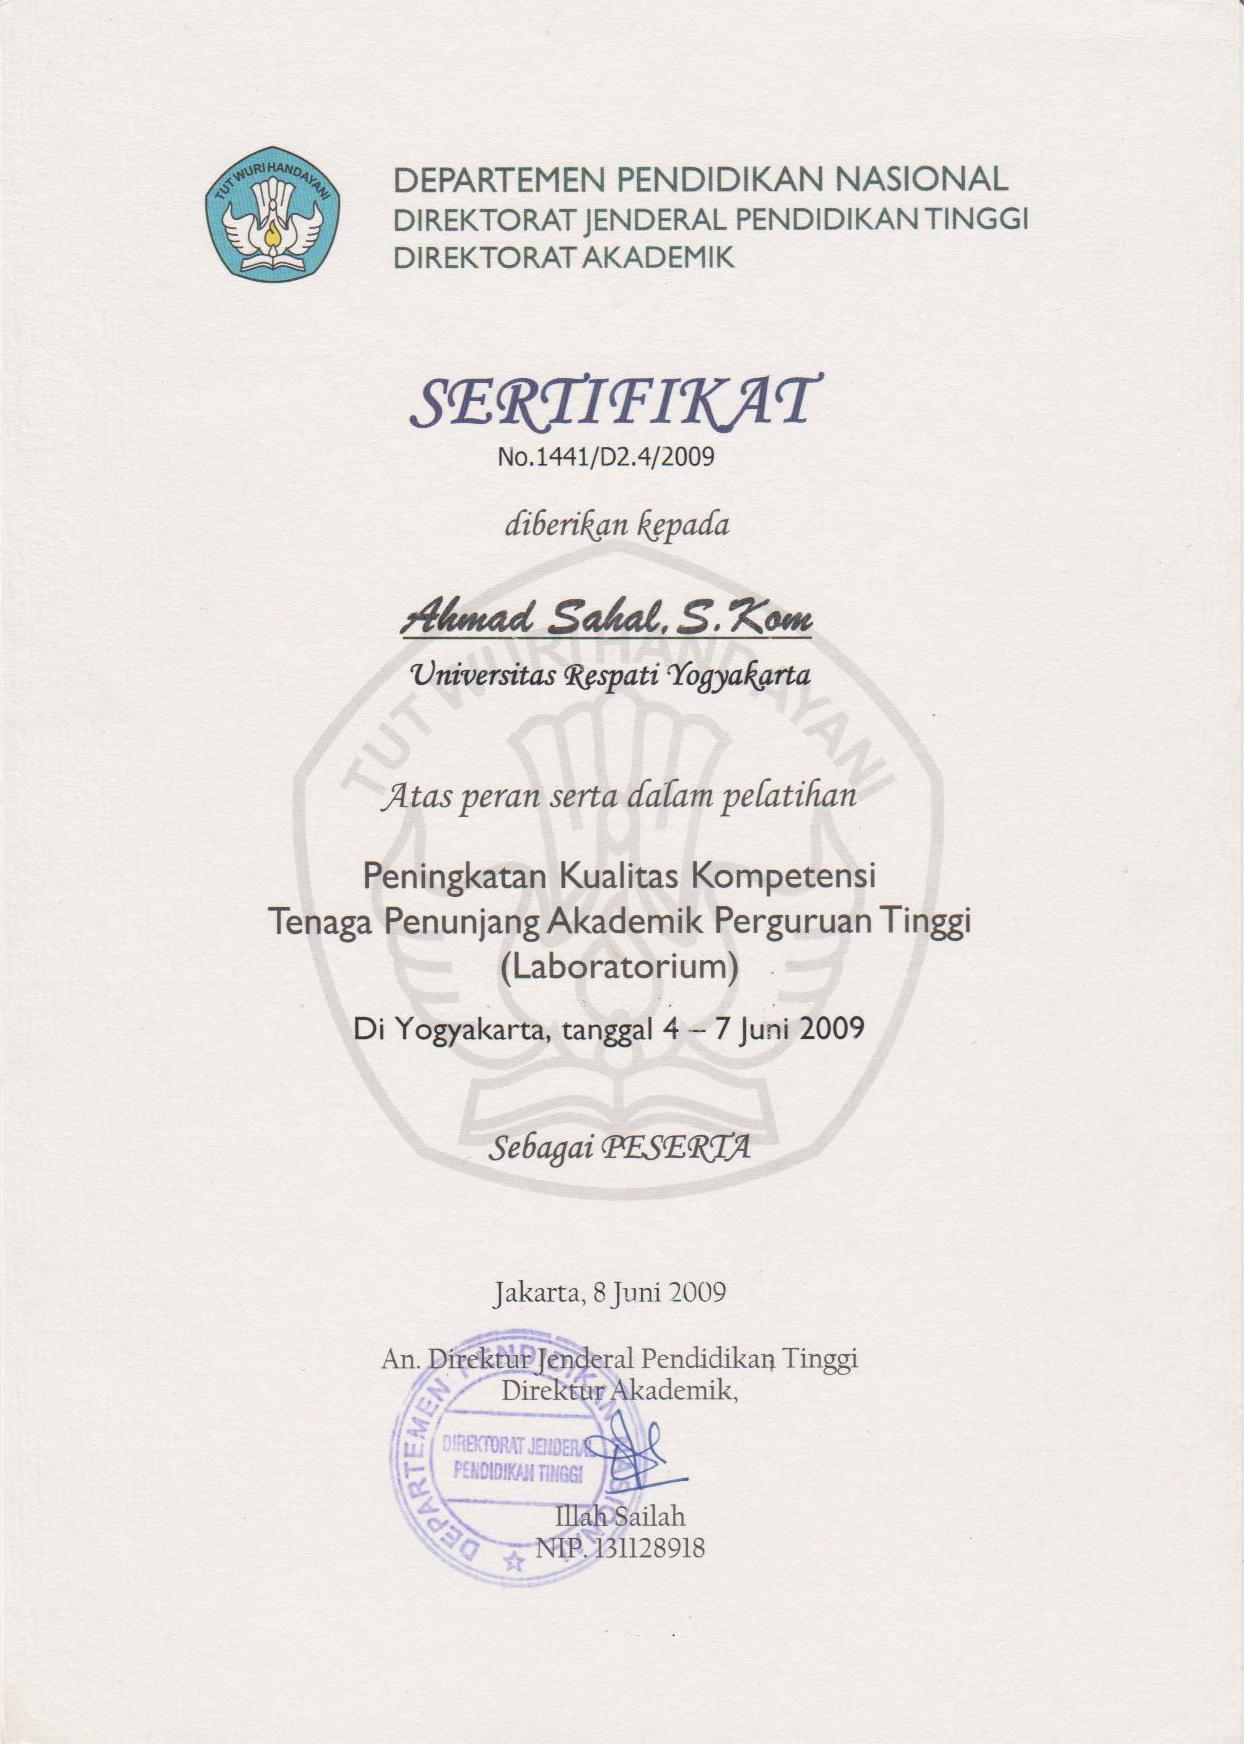 TUT WURI HANDAYANI
DEPARTEMEN PENDIDIKAN NASIONAL
DIREKTORAT JENDERAL PENDIDIKAN TINGGI
DIREKTORAT AKADEMIK
SERTIFIKAT
No.1441/D2.4/2009
diberikan kepada
Ahmad Sahal, S.Kom
Universitas Respati Yogyakarta
TUT WURI HANDAYANI
Atas peran serta dalam pelatihan
Peningkatan Kualitas Kompetensi
Tenaga Penunjang Akademik Perguruan Tinggi
(Laboratorium)
Di Yogyakarta, tanggal 4 – 7 Juni 2009
Sebagai PESERTA
Jakarta, 8 Juni 2009
An. Direktur Jenderal Pendidikan Tinggi
Direktur Akademik,
DEPARTEMEN PENDIDIKAN NASIONAL
DIREKTORAT JENDERAL
PENDIDIKAN TINGGI
Illah Sailah
NIP. 131128918